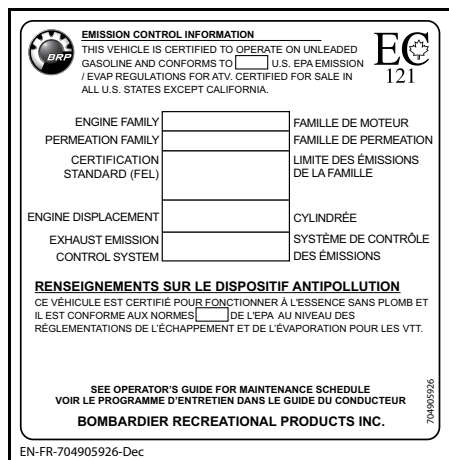 EMISSION CONTROL INFORMATION
THIS VEHICLE IS CERTIFIED TO OPERATE ON UNLEADED
GASOLINE AND CONFORMS TO U.S. EPA EMISSION
/ EVAP REGULATIONS FOR ATV. CERTIFIED FOR SALE IN
ALL U.S. STATES EXCEPT CALIFORNIA.
BRP
EC
121
ENGINE FAMILY FAMILLE DE MOTEUR
PERMEATION FAMILY FAMILLE DE PERMEATION
CERTIFICATION LIMITE DES ÉMISSIONS
STANDARD (FEL) DE LA FAMILLE
ENGINE DISPLACEMENT CYLINDRÉE
EXHAUST EMISSION SYSTÈME DE CONTRÔLE
CONTROL SYSTEM DES ÉMISSIONS
RENSEIGNEMENTS SUR LE DISPOSITIF ANTIPOLLUTION
CE VÉHICULE EST CERTIFIÉ POUR FONCTIONNER À L'ESSENCE SANS PLOMB ET
IL EST CONFORME AUX NORMES DE L'EPA AU NIVEAU DES
RÉGLEMENTATIONS DE L'ÉCHAPPEMENT ET DE L'ÉVAPORATION POUR LES VTT.
SEE OPERATOR'S GUIDE FOR MAINTENANCE SCHEDULE
VOIR LE PROGRAMME D'ENTRETIEN DANS LE GUIDE DU CONDUCTEUR
BOMBARDIER RECREATIONAL PRODUCTS INC.
704905926
EN-FR-704905926-Dec